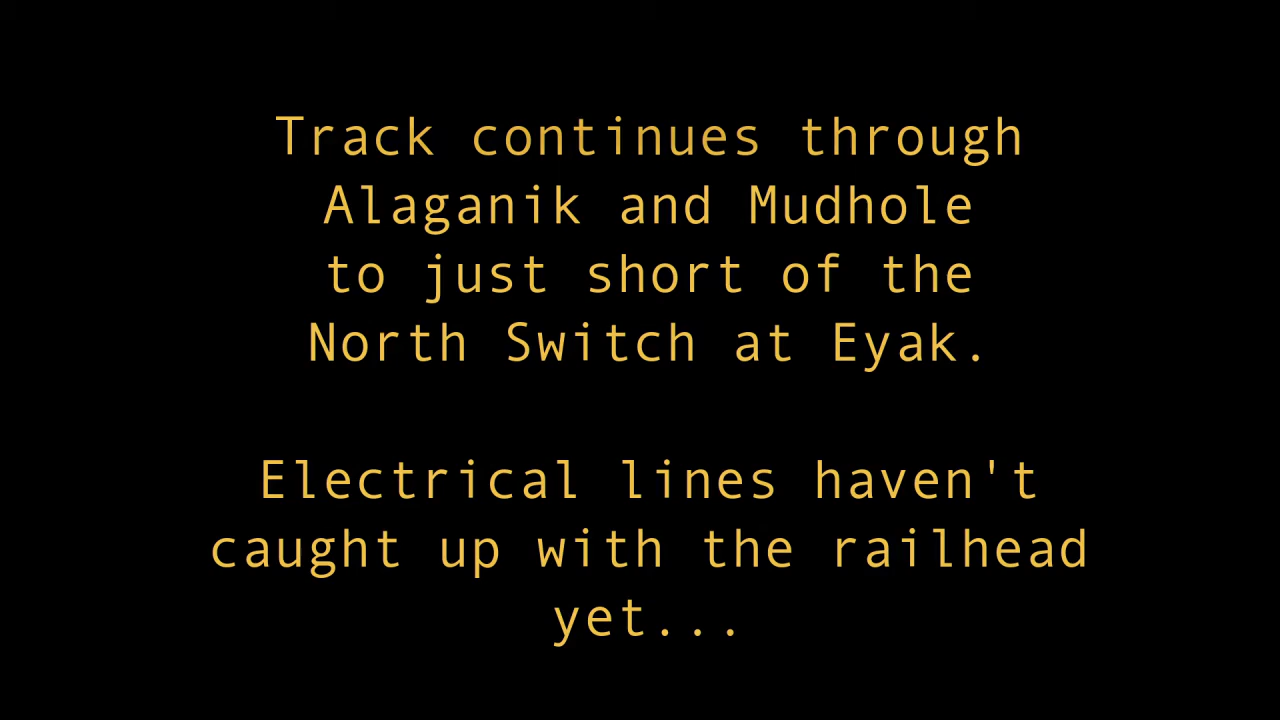 Track continues through
Alaganik and Mudhole
to just short of the
North Switch at Eyak.
Electrical lines haven't
caught up with the railhead
yet...